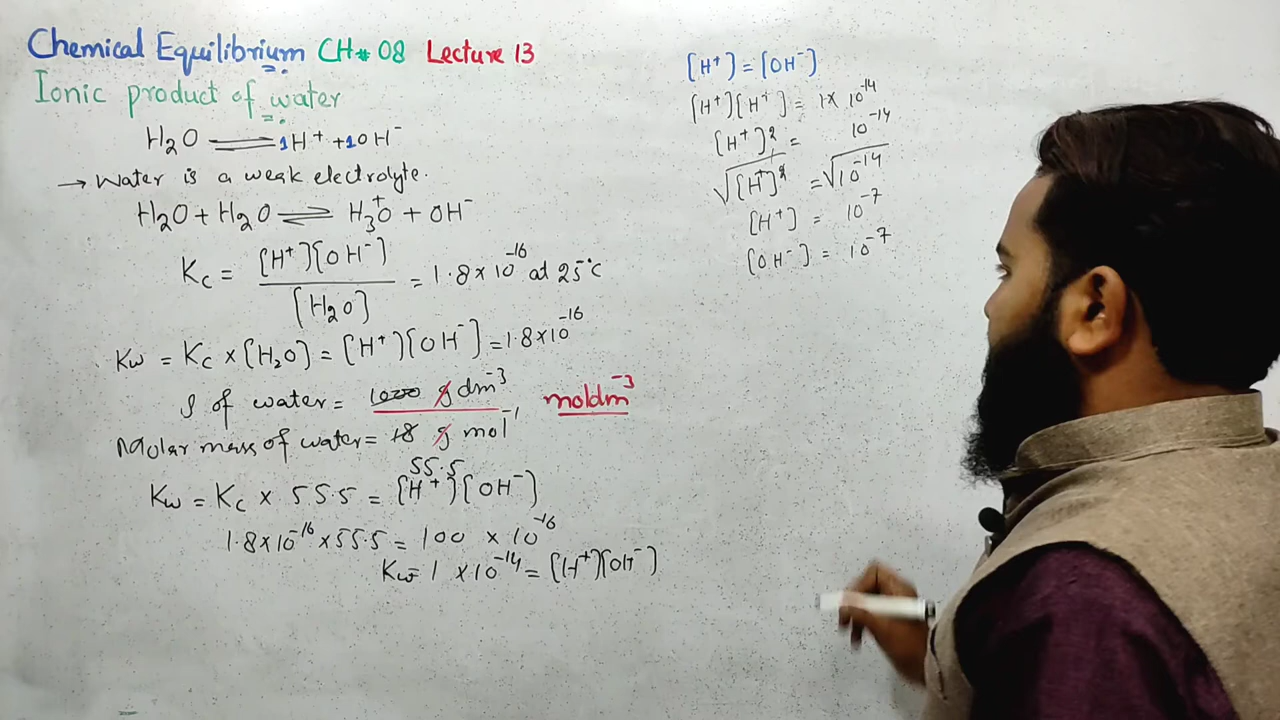 Chemical Equilibrium CH# 08 Lecture 13
Ionic product of water
H₂O ⇌ 1H⁺ + 1OH⁻
→ Water is a weak electrolyte.
H₂O + H₂O ⇌ H₃O⁺ + OH⁻
Kc = [H⁺][OH⁻] / [H₂O] = 1.8 × 10⁻¹⁶ at 25°C
Kw = Kc × [H₂O] = [H⁺][OH⁻] = 1.8 × 10⁻¹⁶
ρ of water = 1000 g dm⁻³ moldm⁻³
Molar mass of water = 18 g mol⁻¹
55.5
Kw = Kc × 55.5 = [H⁺][OH⁻]
1.8 × 10⁻¹⁶ × 55.5 = 100 × 10⁻¹⁶
Kw = 1 × 10⁻¹⁴ = [H⁺][OH⁻]
[H⁺] = [OH⁻]
[H⁺][H⁺] = 1 × 10⁻¹⁴
[H⁺]² = 10⁻¹⁴
√[H⁺]² = √10⁻¹⁴
[H⁺] = 10⁻⁷
[OH⁻] = 10⁻⁷